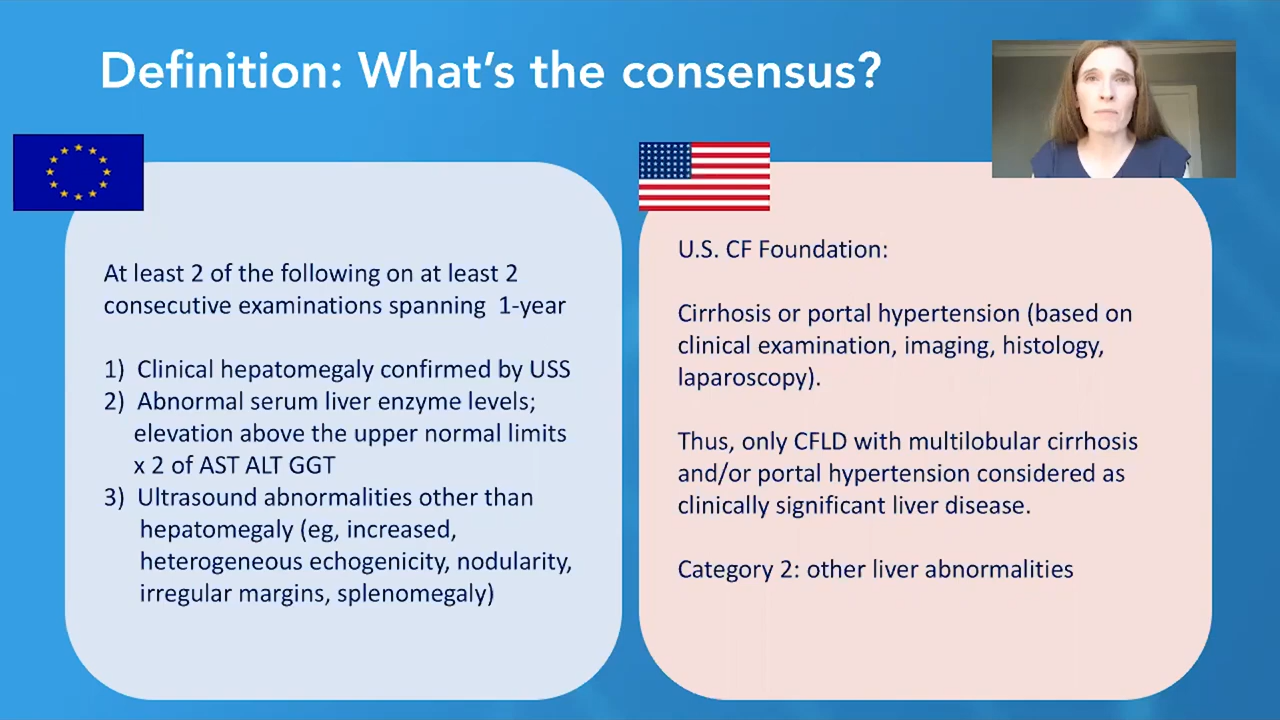 Definition: What's the consensus?
At least 2 of the following on at least 2
consecutive examinations spanning 1-year
1) Clinical hepatomegaly confirmed by USS
2) Abnormal serum liver enzyme levels;
elevation above the upper normal limits
x 2 of AST ALT GGT
3) Ultrasound abnormalities other than
hepatomegaly (eg, increased,
heterogeneous echogenicity, nodularity,
irregular margins, splenomegaly)
U.S. CF Foundation:
Cirrhosis or portal hypertension (based on
clinical examination, imaging, histology,
laparoscopy).
Thus, only CFLD with multilobular cirrhosis
and/or portal hypertension considered as
clinically significant liver disease.
Category 2: other liver abnormalities